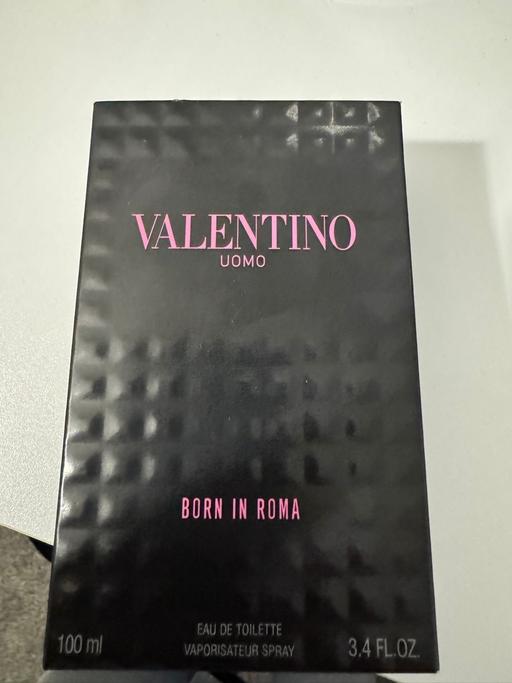 VALENTINO
UOMO
BORN IN ROMA
EAU DE TOILETTE
100 ml VAPORISATEUR SPRAY 3.4 FL.OZ.